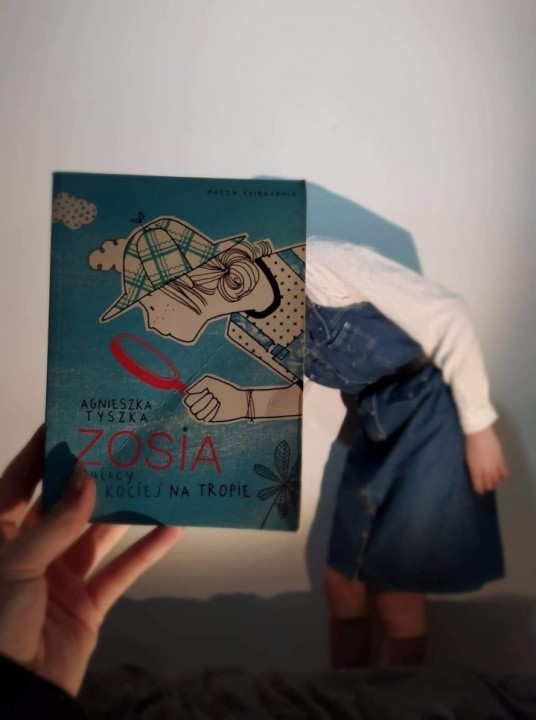 NASZA KSIĘGARNIA
AGNIESZKA
TYSZKA
ZOSIA
ulicy
KOCIEJ NA TROPIE